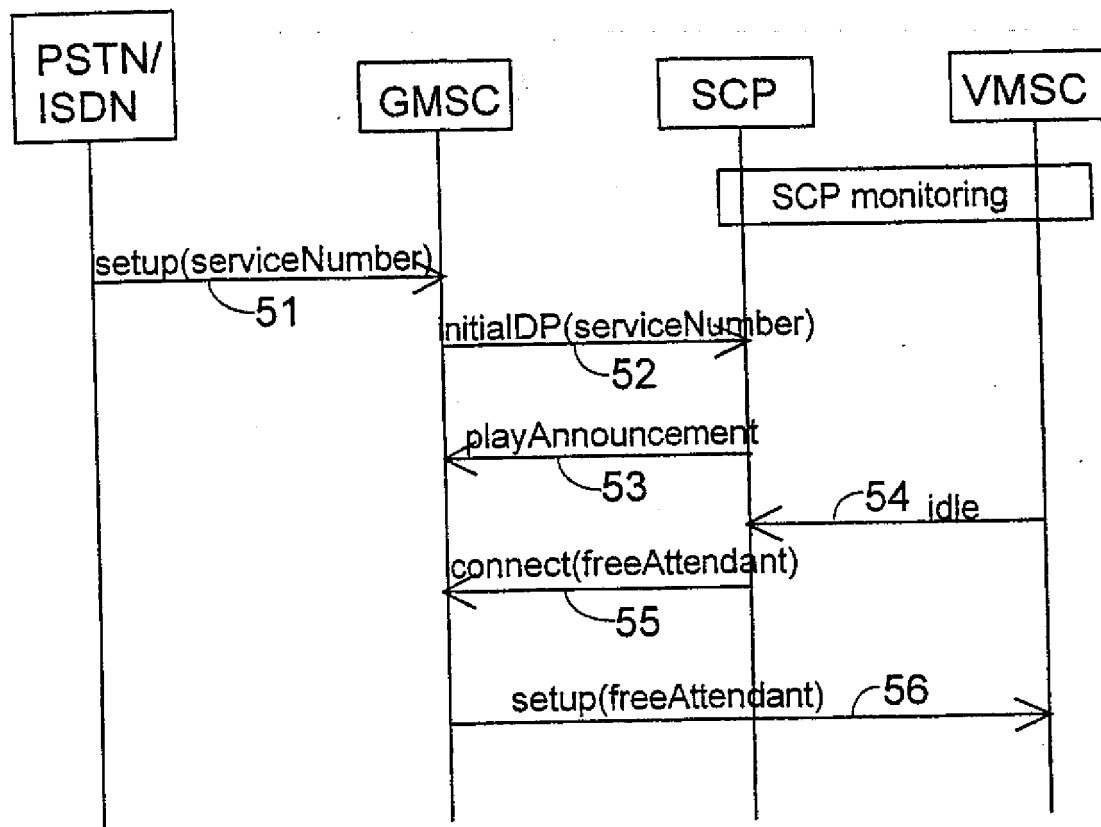 PSTN/
ISDN
GMSC
SCP
VMSC
SCP monitoring
setup(serviceNumber)
51
initialDP(serviceNumber)
52
playAnnouncement
53
54
idle
connect(freeAttendant)
55
setup(freeAttendant)
56